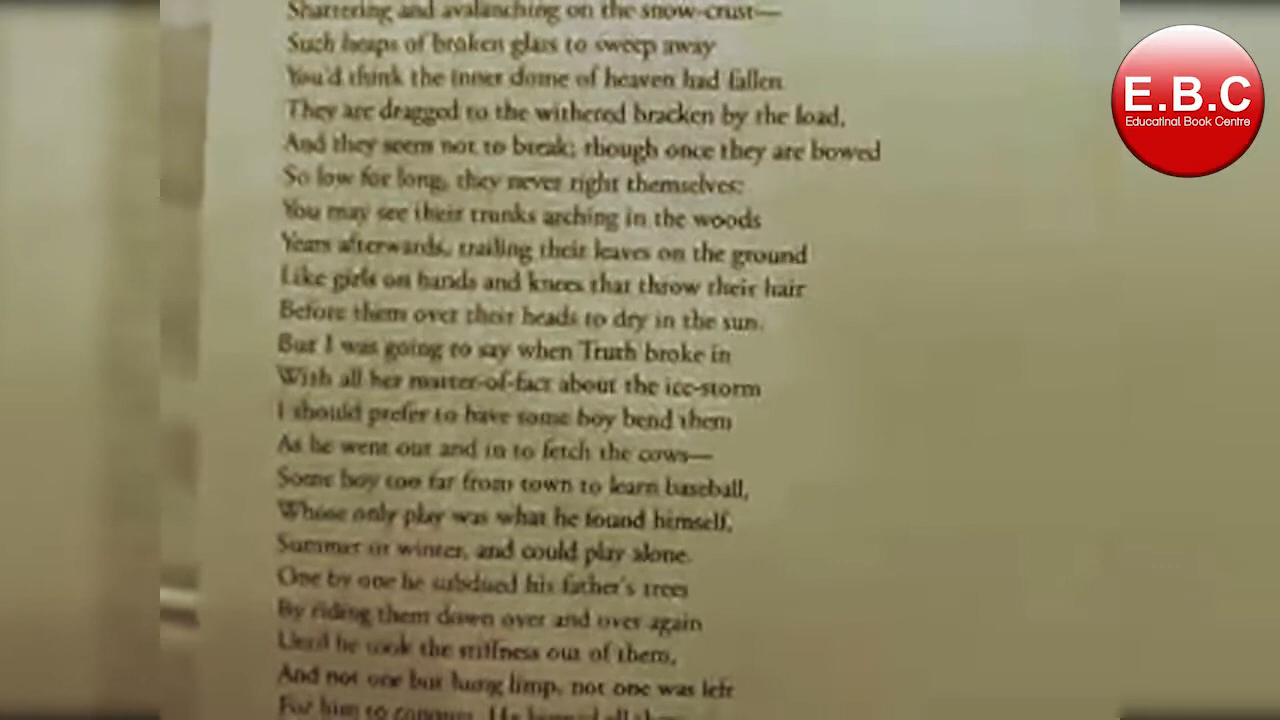 Shattering and avalanching on the snow-crust—
Such heaps of broken glass to sweep away
You'd think the inner dome of heaven had fallen.
They are dragged to the withered bracken by the load,
And they seem not to break; though once they are bowed
So low for long, they never right themselves:
You may see their trunks arching in the woods
Years afterwards, trailing their leaves on the ground
Like girls on hands and knees that throw their hair
Before them over their heads to dry in the sun.
But I was going to say when Truth broke in
With all her matter-of-fact about the ice-storm
I should prefer to have some boy bend them
As he went out and in to fetch the cows—
Some boy too far from town to learn baseball,
Whose only play was what he found himself,
Summer or winter, and could play alone.
One by one he subdued his father's trees
By riding them down over and over again
Until he took the stiffness out of them,
And not one but hung limp, not one was left
For him to conquer. He learned all
E.B.C
Educatinal Book Centre